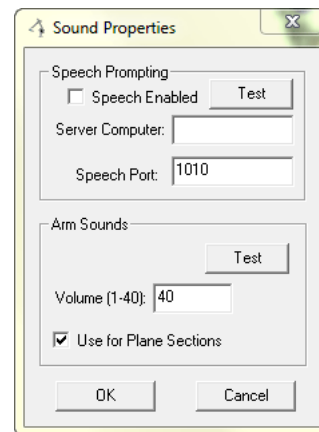 Sound Properties
Speech Prompting
Speech Enabled
Test
Server Computer:
Speech Port: 1010
Arm Sounds
Test
Volume (1-40): 40
Use for Plane Sections
OK
Cancel